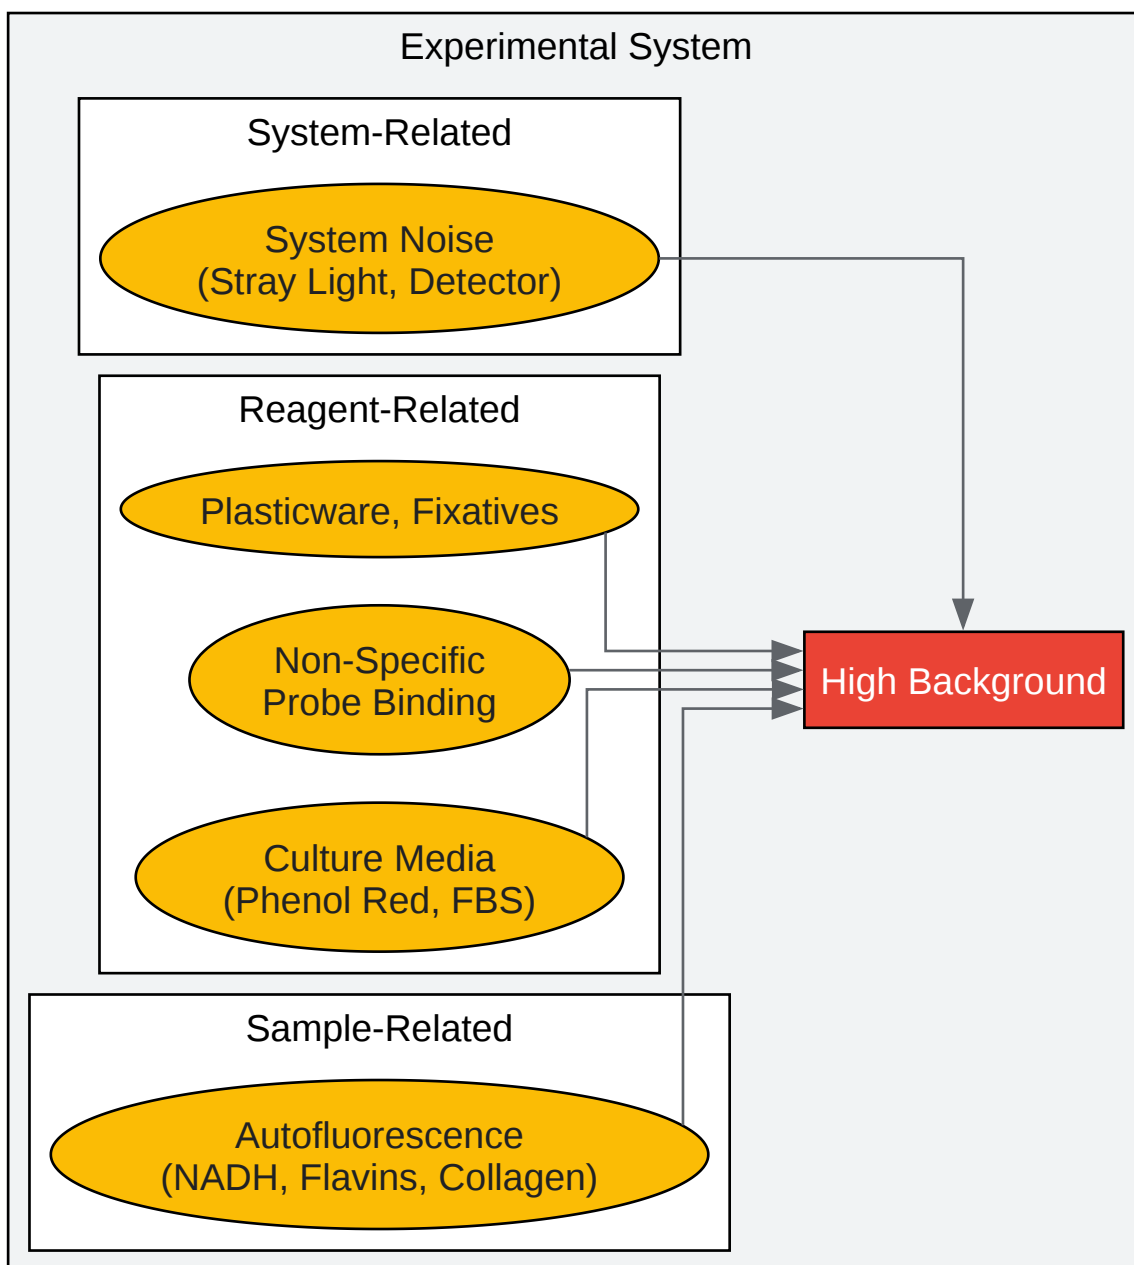 Experimental System
System-Related
System Noise
(Stray Light, Detector)
Reagent-Related
Plasticware, Fixatives
Non-Specific
Probe Binding
High Background
Culture Media
(Phenol Red, FBS)
Sample-Related
Autofluorescence
(NADH, Flavins, Collagen)